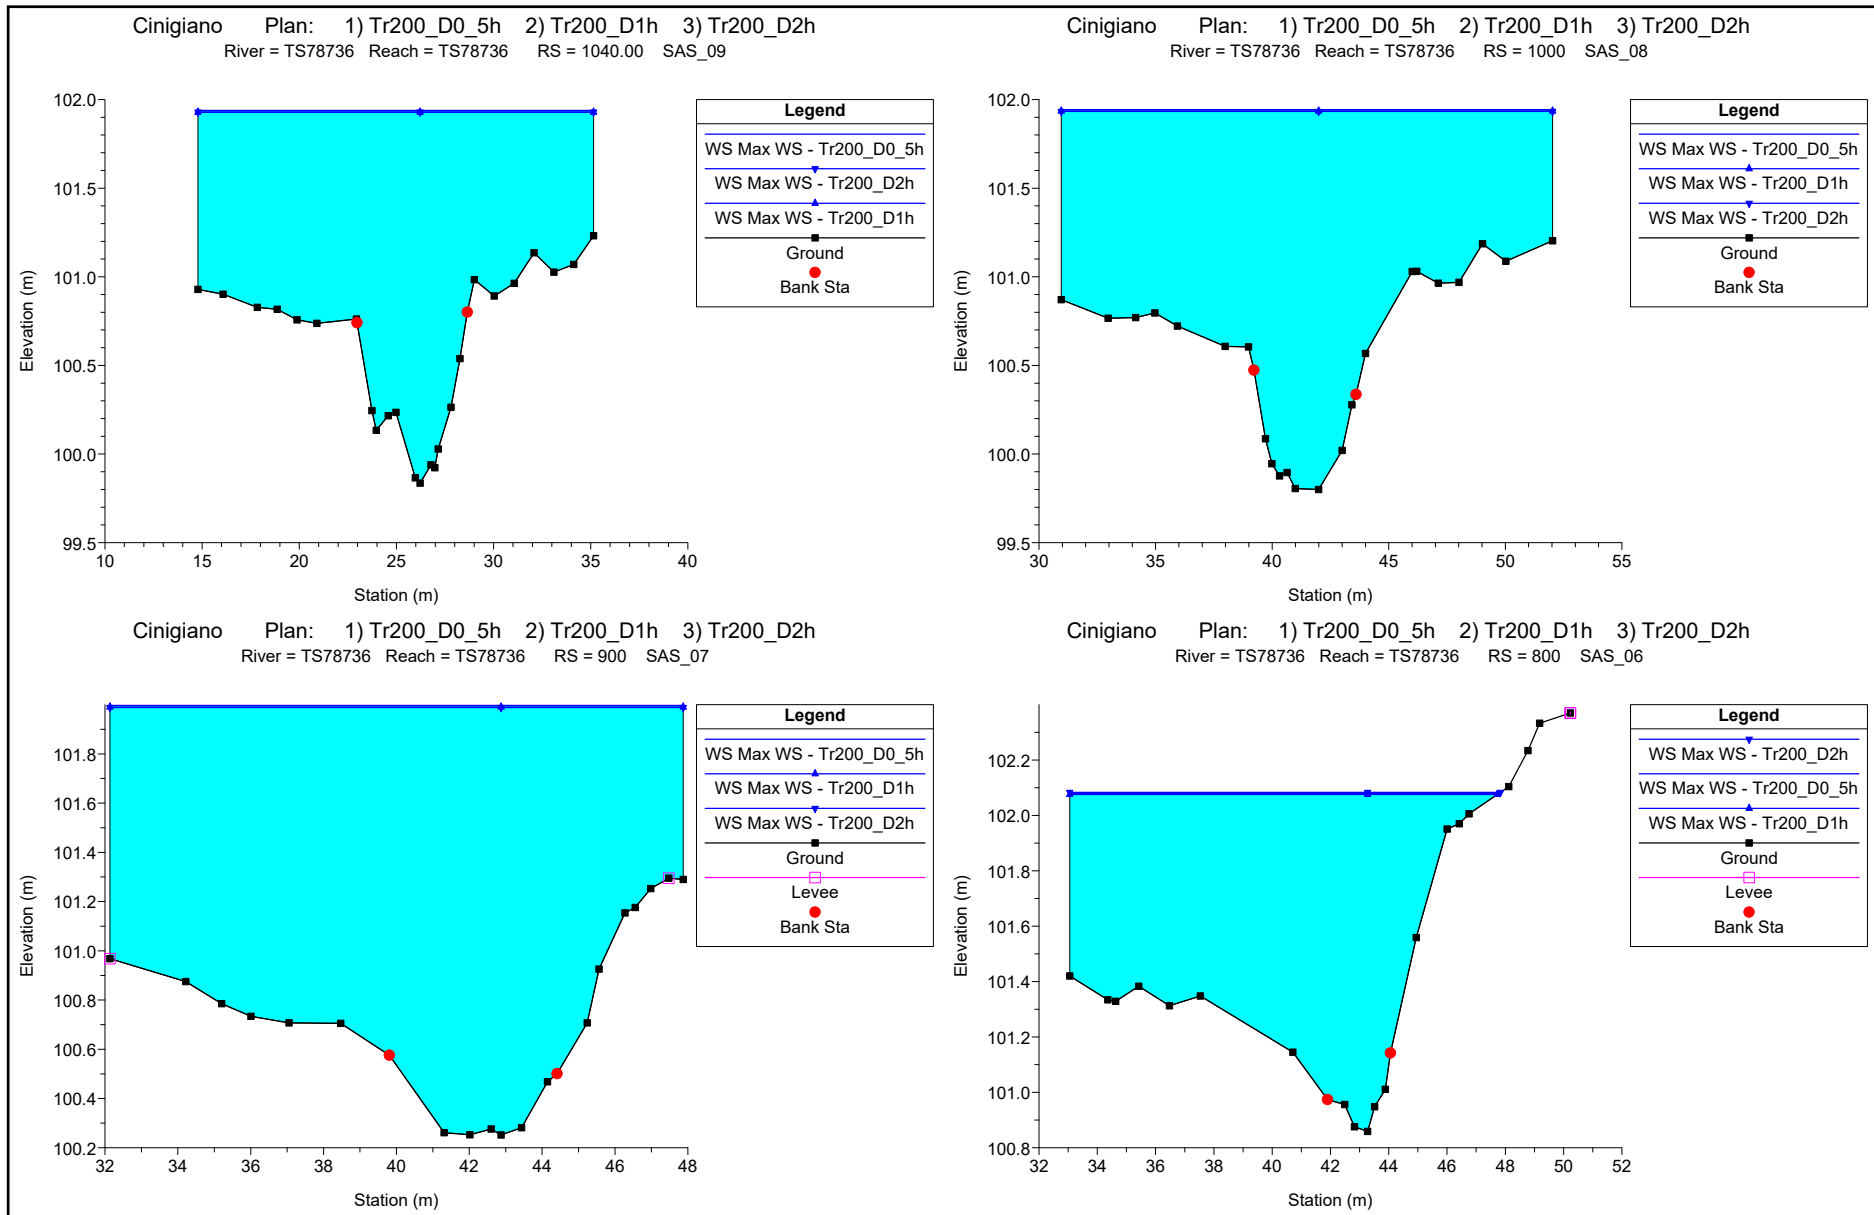 Cinigiano Plan: 1) Tr200_D0_5h 2) Tr200_D1h 3) Tr200_D2h
River = TS78736 Reach = TS78736 RS = 1040.00 SAS_09
102.0
101.5
101.0
100.5
100.0
99.5
10 15 20 25 30 35 40
Elevation (m)
Station (m)
Legend
WS Max WS - Tr200_D0_5h
WS Max WS - Tr200_D2h
WS Max WS - Tr200_D1h
Ground
Bank Sta
Cinigiano Plan: 1) Tr200_D0_5h 2) Tr200_D1h 3) Tr200_D2h
River = TS78736 Reach = TS78736 RS = 1000 SAS_08
102.0
101.5
101.0
100.5
100.0
99.5
30 35 40 45 50 55
Elevation (m)
Station (m)
Legend
WS Max WS - Tr200_D0_5h
WS Max WS - Tr200_D1h
WS Max WS - Tr200_D2h
Ground
Bank Sta
Cinigiano Plan: 1) Tr200_D0_5h 2) Tr200_D1h 3) Tr200_D2h
River = TS78736 Reach = TS78736 RS = 900 SAS_07
101.8
101.6
101.4
101.2
101.0
100.8
100.6
100.4
100.2
32 34 36 38 40 42 44 46 48
Elevation (m)
Station (m)
Legend
WS Max WS - Tr200_D0_5h
WS Max WS - Tr200_D1h
WS Max WS - Tr200_D2h
Ground
Levee
Bank Sta
Cinigiano Plan: 1) Tr200_D0_5h 2) Tr200_D1h 3) Tr200_D2h
River = TS78736 Reach = TS78736 RS = 800 SAS_06
102.2
102.0
101.8
101.6
101.4
101.2
101.0
100.8
32 34 36 38 40 42 44 46 48 50 52
Elevation (m)
Station (m)
Legend
WS Max WS - Tr200_D2h
WS Max WS - Tr200_D0_5h
WS Max WS - Tr200_D1h
Ground
Levee
Bank Sta